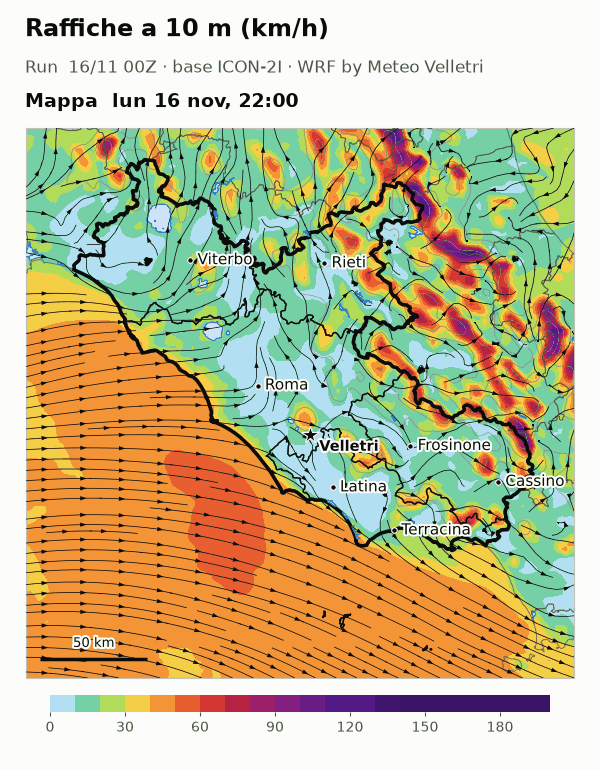 Raffiche a 10 m (km/h)
Run  16/11 00Z · base ICON-2I · WRF by Meteo Velletri
Mappa  lun 16 nov, 22:00
Viterbo
Rieti
Roma
Velletri
Frosinone
Latina
Cassino
Terracina
50 km
0 30 60 90 120 150 180